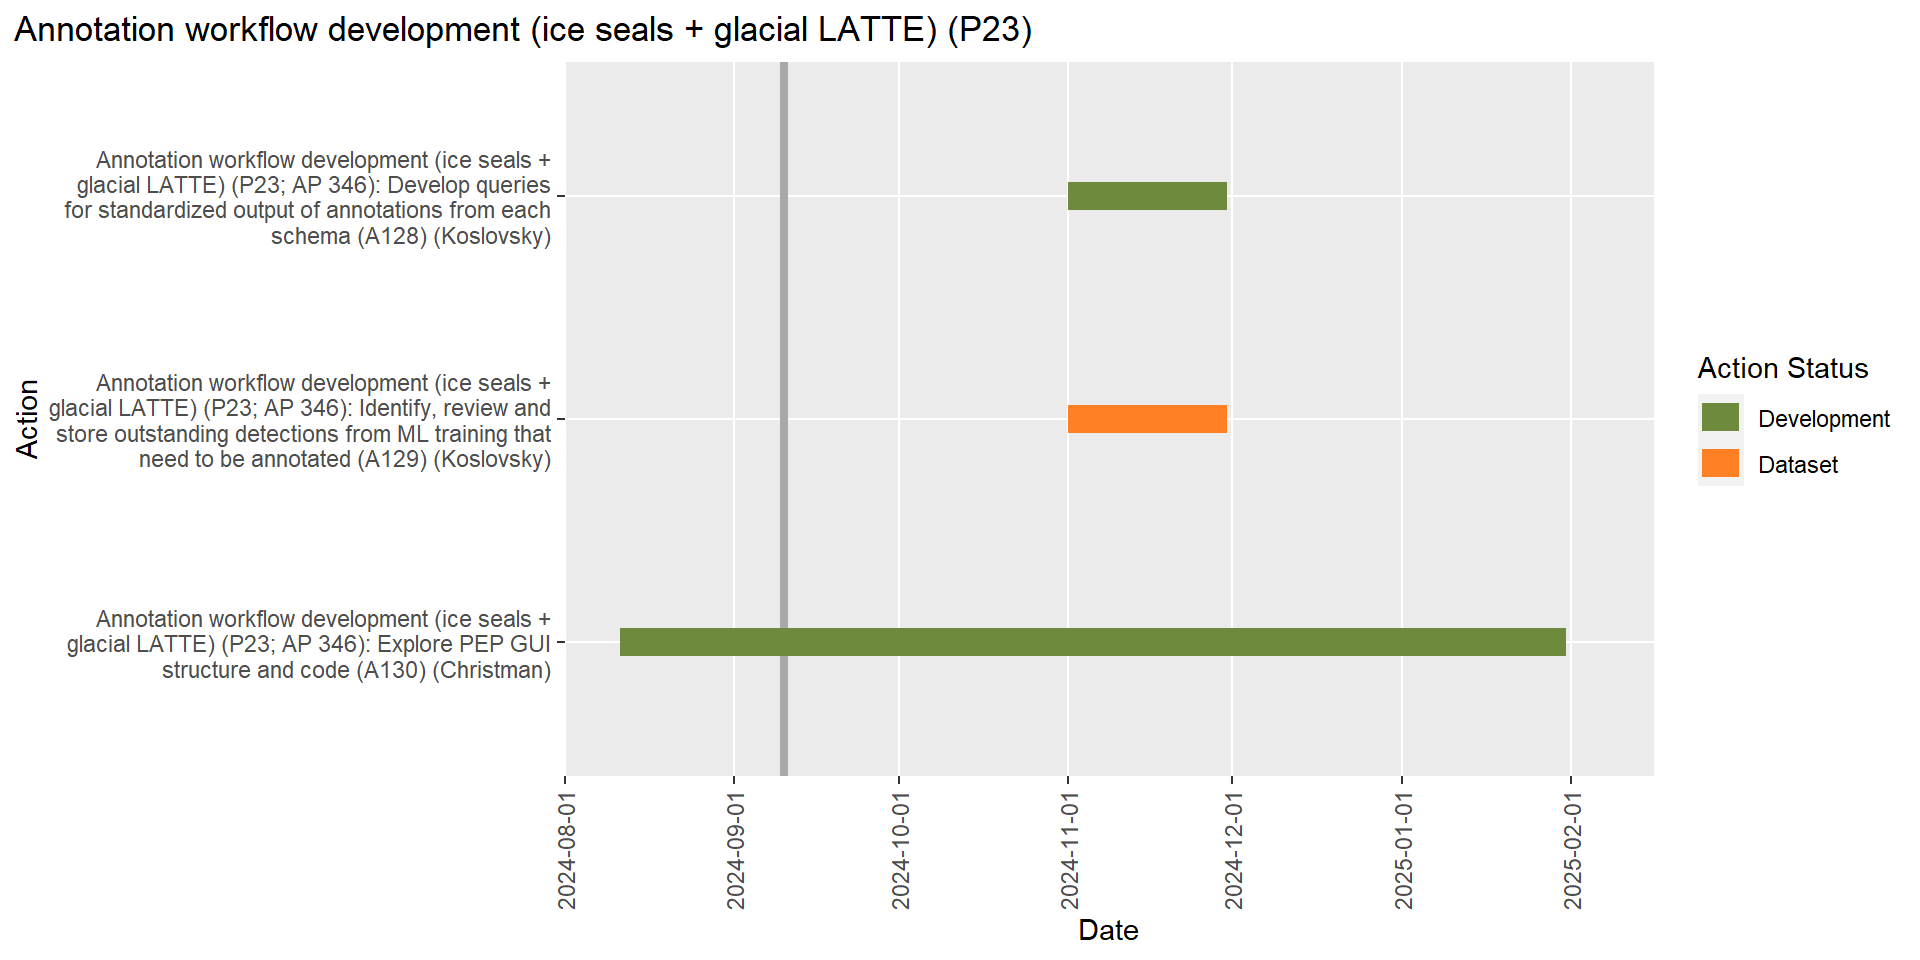 Annotation workflow development (ice seals + glacial LATTE) (P23)
Annotation workflow development (ice seals +
glacial LATTE) (P23; AP 346): Develop queries
for standardized output of annotations from each
schema (A128) (Koslovsky)
Annotation workflow development (ice seals +
glacial LATTE) (P23; AP 346): Identify, review and
store outstanding detections from ML training that
need to be annotated (A129) (Koslovsky)
Annotation workflow development (ice seals +
glacial LATTE) (P23; AP 346): Explore PEP GUI
structure and code (A130) (Christman)
Action
2024-08-01
2024-09-01
2024-10-01
2024-11-01
2024-12-01
2025-01-01
2025-02-01
Date
Action Status
Development
Dataset